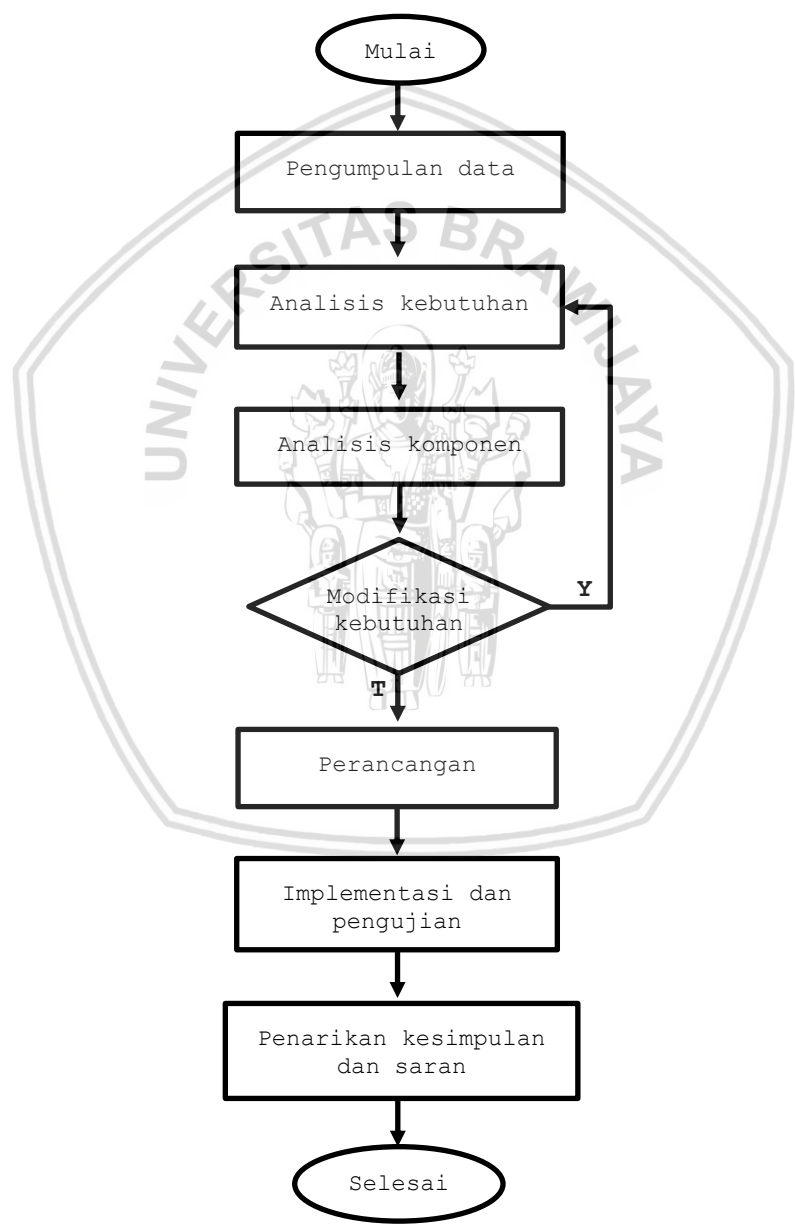 Mulai
Pengumpulan data
UNIVERSITAS BRAWIJAYA
Analisis kebutuhan
Analisis komponen
Modifikasi
kebutuhan
Y
T
Perancangan
Implementasi dan
pengujian
Penarikan kesimpulan
dan saran
Selesai